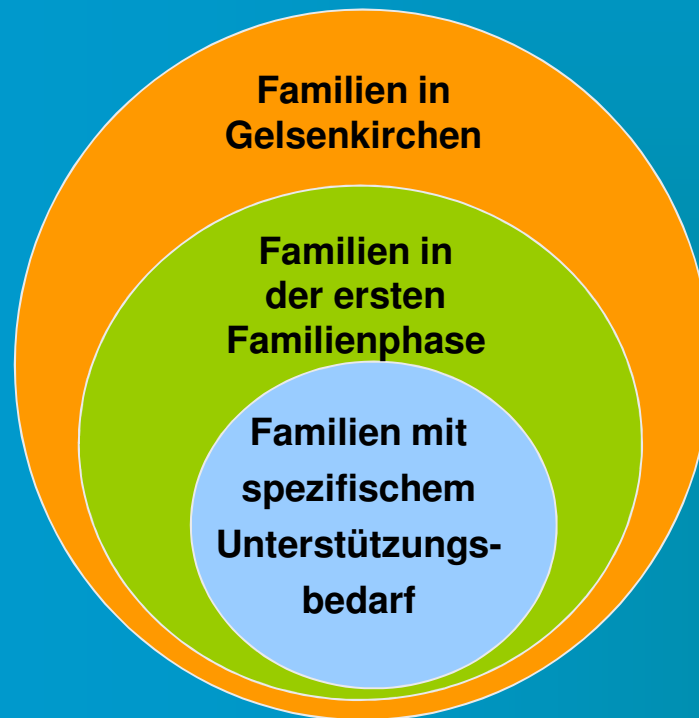 Familien in
Gelsenkirchen
Familien in
der ersten
Familienphase
Familien mit
spezifischem
Unterstützungs-
bedarf